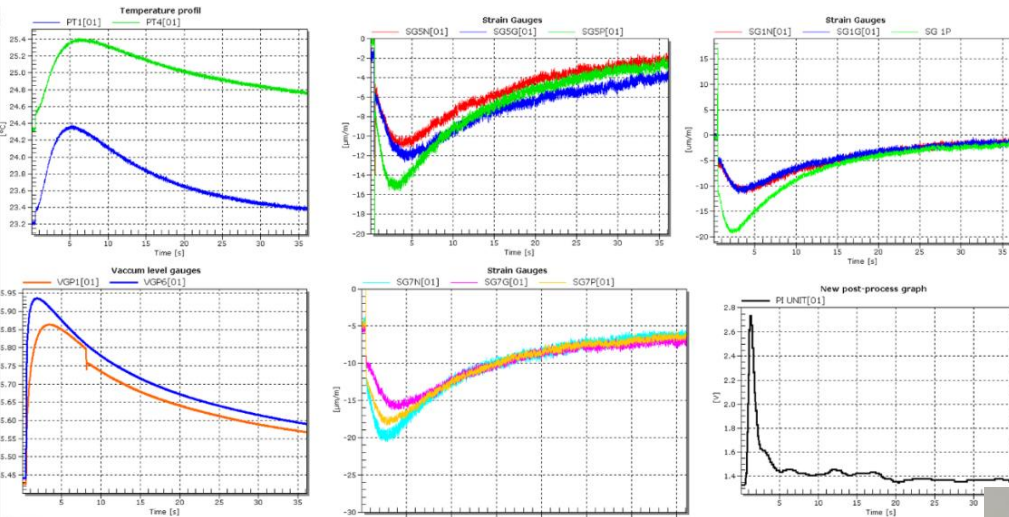 Temperature profil
PT1[01] PT4[01]
25.4
25.2
25.0
24.8
24.6
24.4
24.2
24.0
23.8
23.6
23.4
23.2
[ºC]
5 10 15 20 25 30 35
Time [s]
Strain Gauges
SG5N[01] SG5G[01] SG5P[01]
0
-2
-4
-6
-8
-10
-12
-14
-16
-18
-20
[µm/m]
5 10 15 20 25 30 35
Time [s]
Strain Gauges
SG1N[01] SG1G[01] SG 1P
15
10
5
0
-5
-10
-15
-20
[um/m]
5 10 15 20 25 30 35
Time [s]
Vaccum level gauges
VGP1[01] VGP6[01]
5.95
5.90
5.85
5.80
5.75
5.70
5.65
5.60
5.55
5.50
5.45
5 10 15 20 25 30 35
Time [s]
Strain Gauges
SG7N[01] SG7G[01] SG7P[01]
-5
-10
-15
-20
-25
-30
[µm/m]
New post-process graph
PI UNIT[01]
2.8
2.6
2.4
2.2
2.0
1.8
1.6
1.4
[V]
5 10 15 20 25 30
Time [s]